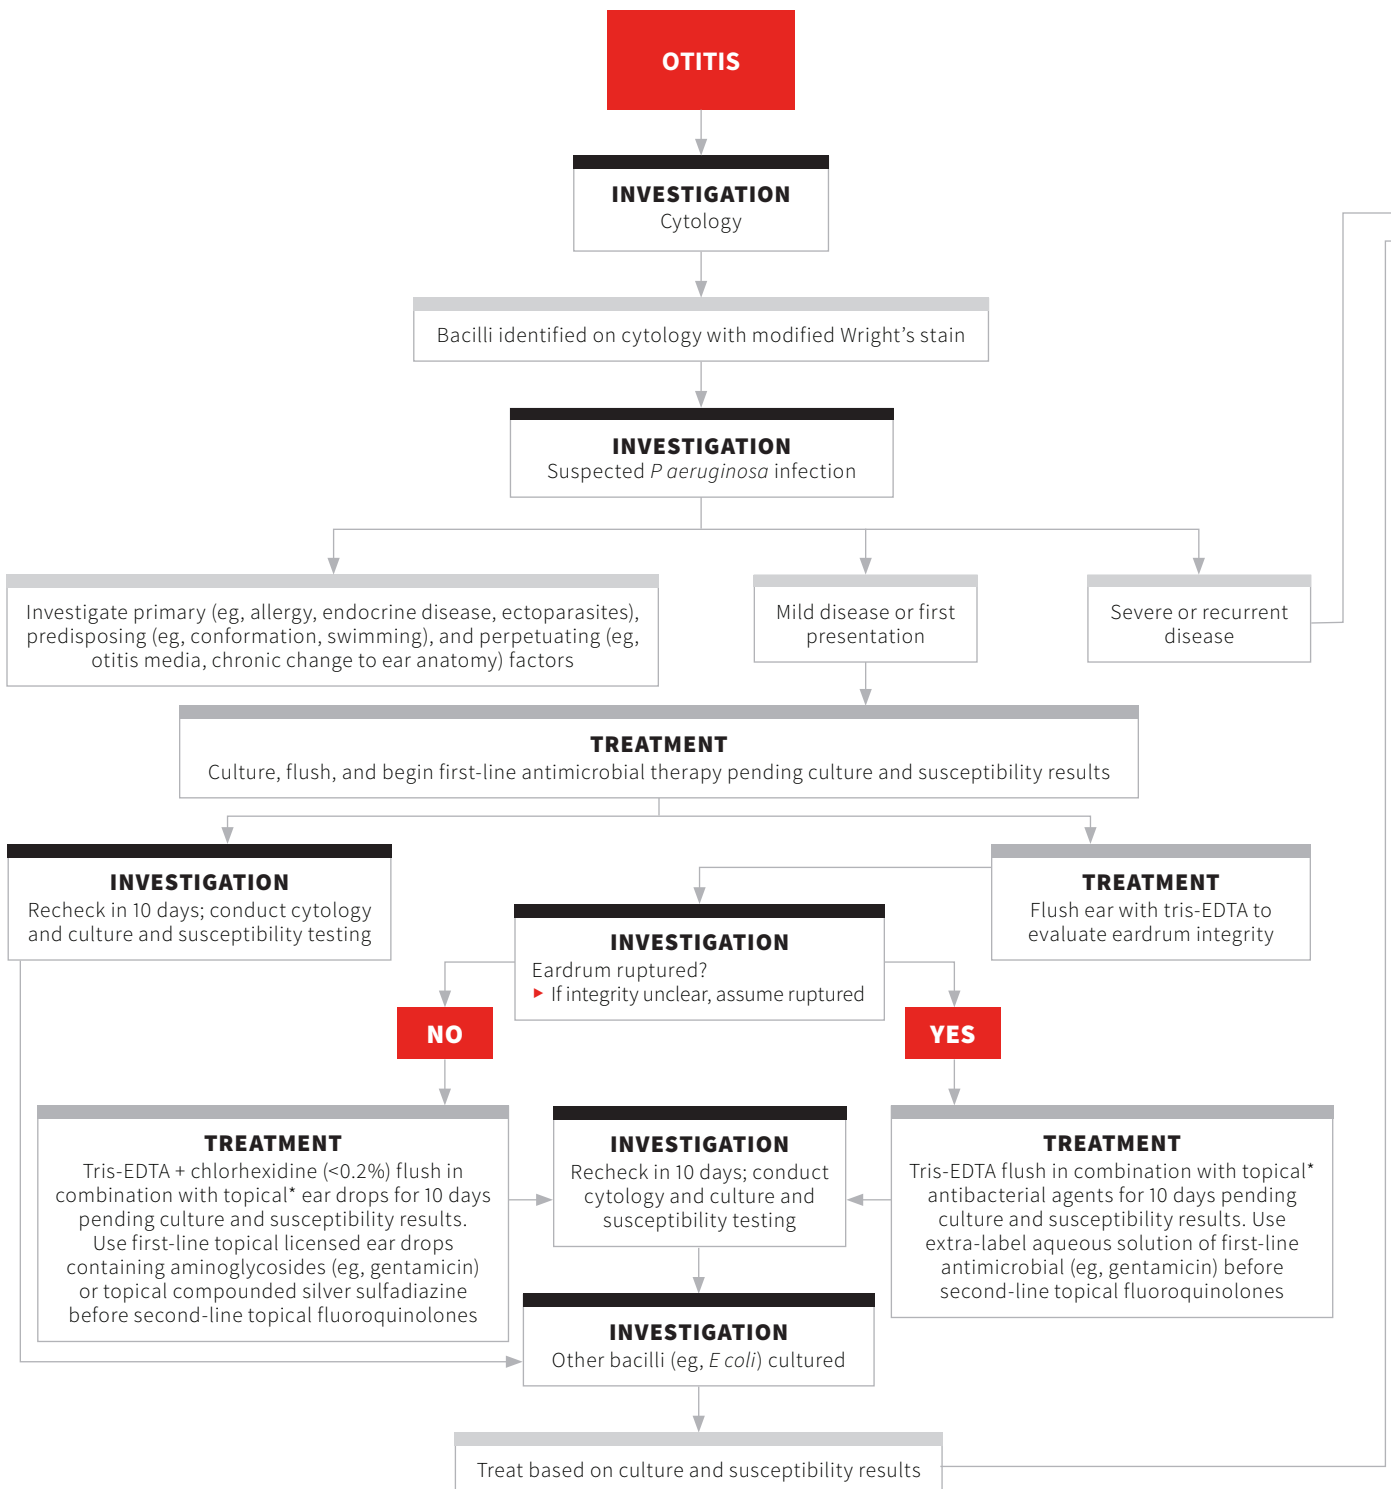 OTITIS
INVESTIGATION
Cytology
Bacilli identified on cytology with modified Wright’s stain
INVESTIGATION
Suspected P aeruginosa infection
Investigate primary (eg, allergy, endocrine disease, ectoparasites),
predisposing (eg, conformation, swimming), and perpetuating (eg,
otitis media, chronic change to ear anatomy) factors
Mild disease or first
presentation
Severe or recurrent
disease
TREATMENT
Culture, flush, and begin first-line antimicrobial therapy pending culture and susceptibility results
INVESTIGATION
Recheck in 10 days; conduct cytology
and culture and susceptibility testing
TREATMENT
Flush ear with tris-EDTA to
evaluate eardrum integrity
INVESTIGATION
Eardrum ruptured?
► If integrity unclear, assume ruptured
NO
YES
TREATMENT
Tris-EDTA + chlorhexidine (<0.2%) flush in
combination with topical* ear drops for 10 days
pending culture and susceptibility results.
Use first-line topical licensed ear drops
containing aminoglycosides (eg, gentamicin)
or topical compounded silver sulfadiazine
before second-line topical fluoroquinolones
INVESTIGATION
Recheck in 10 days; conduct
cytology and culture and
susceptibility testing
TREATMENT
Tris-EDTA flush in combination with topical*
antibacterial agents for 10 days pending
culture and susceptibility results. Use
extra-label aqueous solution of first-line
antimicrobial (eg, gentamicin) before
second-line topical fluoroquinolones
INVESTIGATION
Other bacilli (eg, E coli) cultured
Treat based on culture and susceptibility results